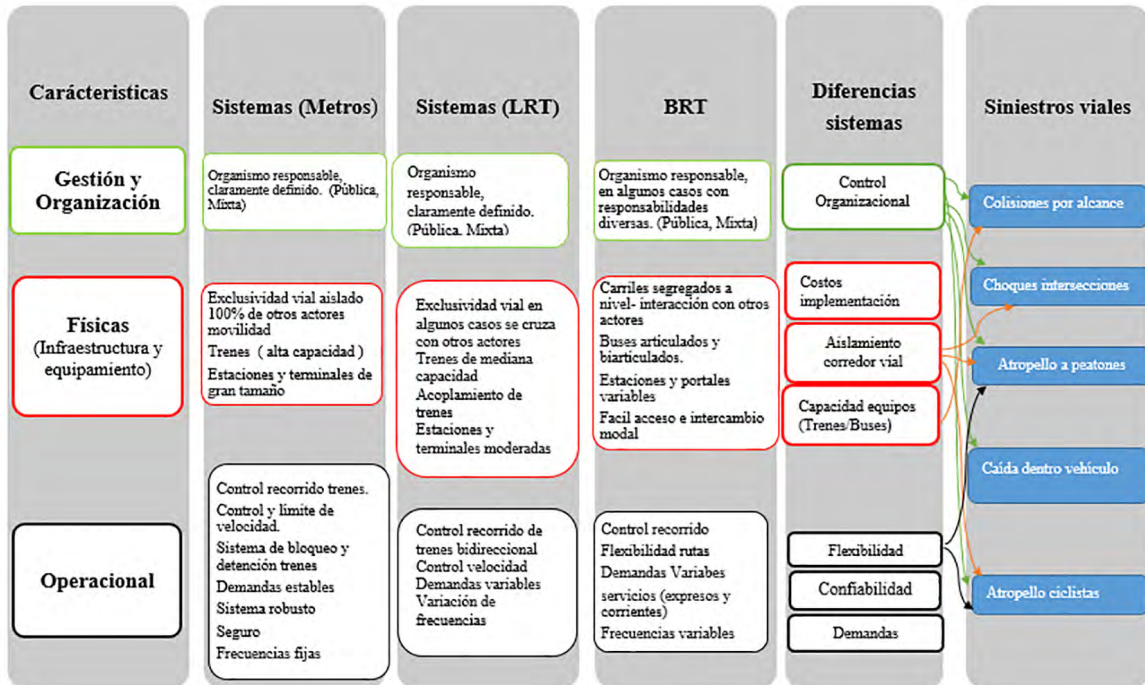 Carácteristicas
Gestión y
Organización
Físicas
(Infraestructura y
equipamiento)
Operacional
Sistemas (Metros)
Organismo responsable,
claramente definido. (Pública,
Mixta)
Exclusividad vial aislado
100% de otros actores
movilidad
Trenes ( alta capacidad )
Estaciones y terminales de
gran tamaño
Control recorrido trenes.
Control y límite de
velocidad.
Sistema de bloqueo y
detención trenes
Demandas estables
Sistema robusto
Seguro
Frecuencias fijas
Sistemas (LRT)
Organismo
responsable,
claramente definido.
(Pública. Mixta)
Exclusividad vial en
algunos casos se cruza
con otros actores
Trenes de mediana
capacidad
Acoplamiento de
trenes
Estaciones y
terminales moderadas
Control recorrido de
trenes bidireccional
Control velocidad
Demandas variables
Variación de
frecuencias
BRT
Organismo responsable,
en algunos casos con
responsabilidades
diversas. (Pública, Mixta)
Carriles segregados a
nivel- interacción con otros
actores
Buses articulados y
biarticulados.
Estaciones y portales
variables
Facil acceso e intercambio
modal
Control recorrido
Flexibilidad rutas
Demandas Variabes
servicios (expresos y
corrientes)
Frecuencias variables
Diferencias
sistemas
Control
Organizacional
Costos
implementación
Aislamiento
corredor vial
Capacidad equipos
(Trenes/Buses)
Flexibilidad
Confiabilidad
Demandas
Siniestros viales
Colisiones por alcance
Choques intersecciones
Atropello a peatones
Caída dentro vehículo
Atropello ciclistas